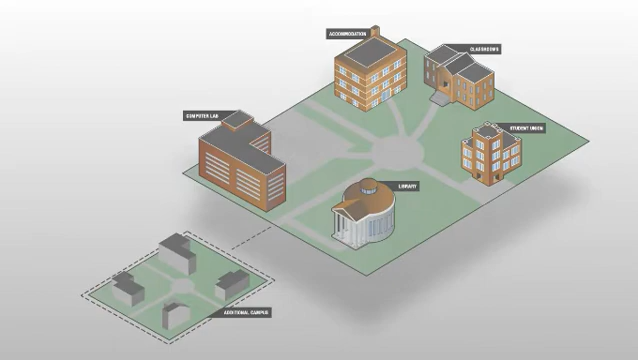 ACCOMMODATION
CLASSROOMS
COMPUTER LAB
STUDENT UNION
LIBRARY
ADDITIONAL CAMPUS